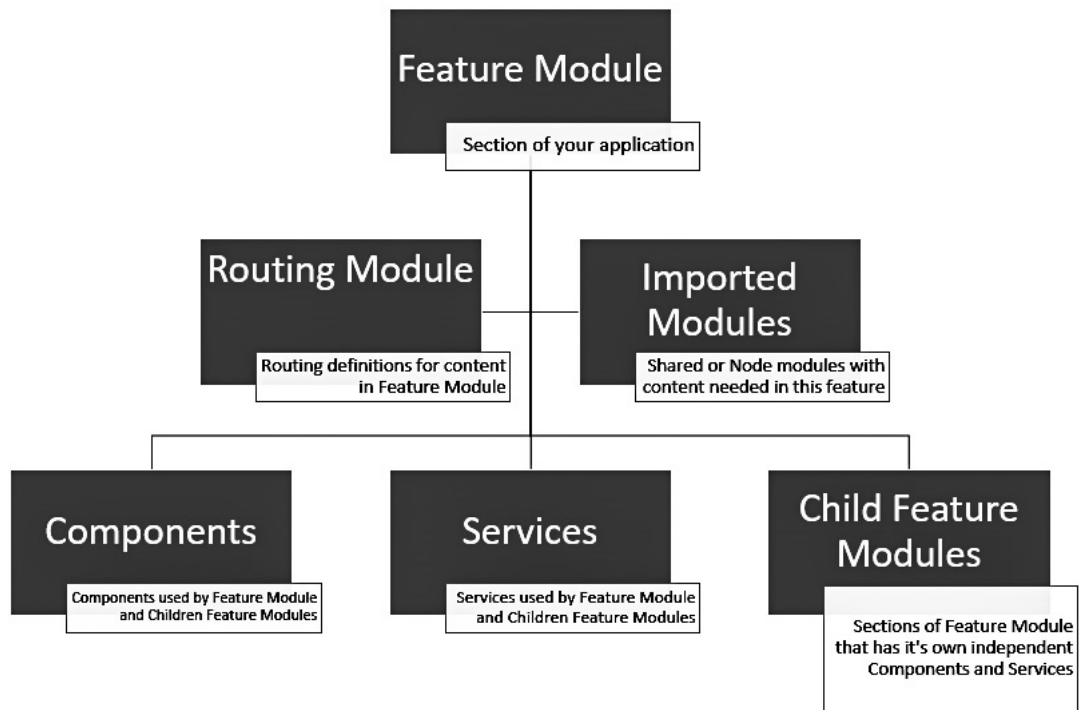 Feature Module
Section of your application
Routing Module
Routing definitions for content
in Feature Module
Imported
Modules
Shared or Node modules with
content needed in this feature
Components
Components used by Feature Module
and Children Feature Modules
Services
Services used by Feature Module
and Children Feature Modules
Child Feature
Modules
Sections of Feature Module
that has it's own independent
Components and Services